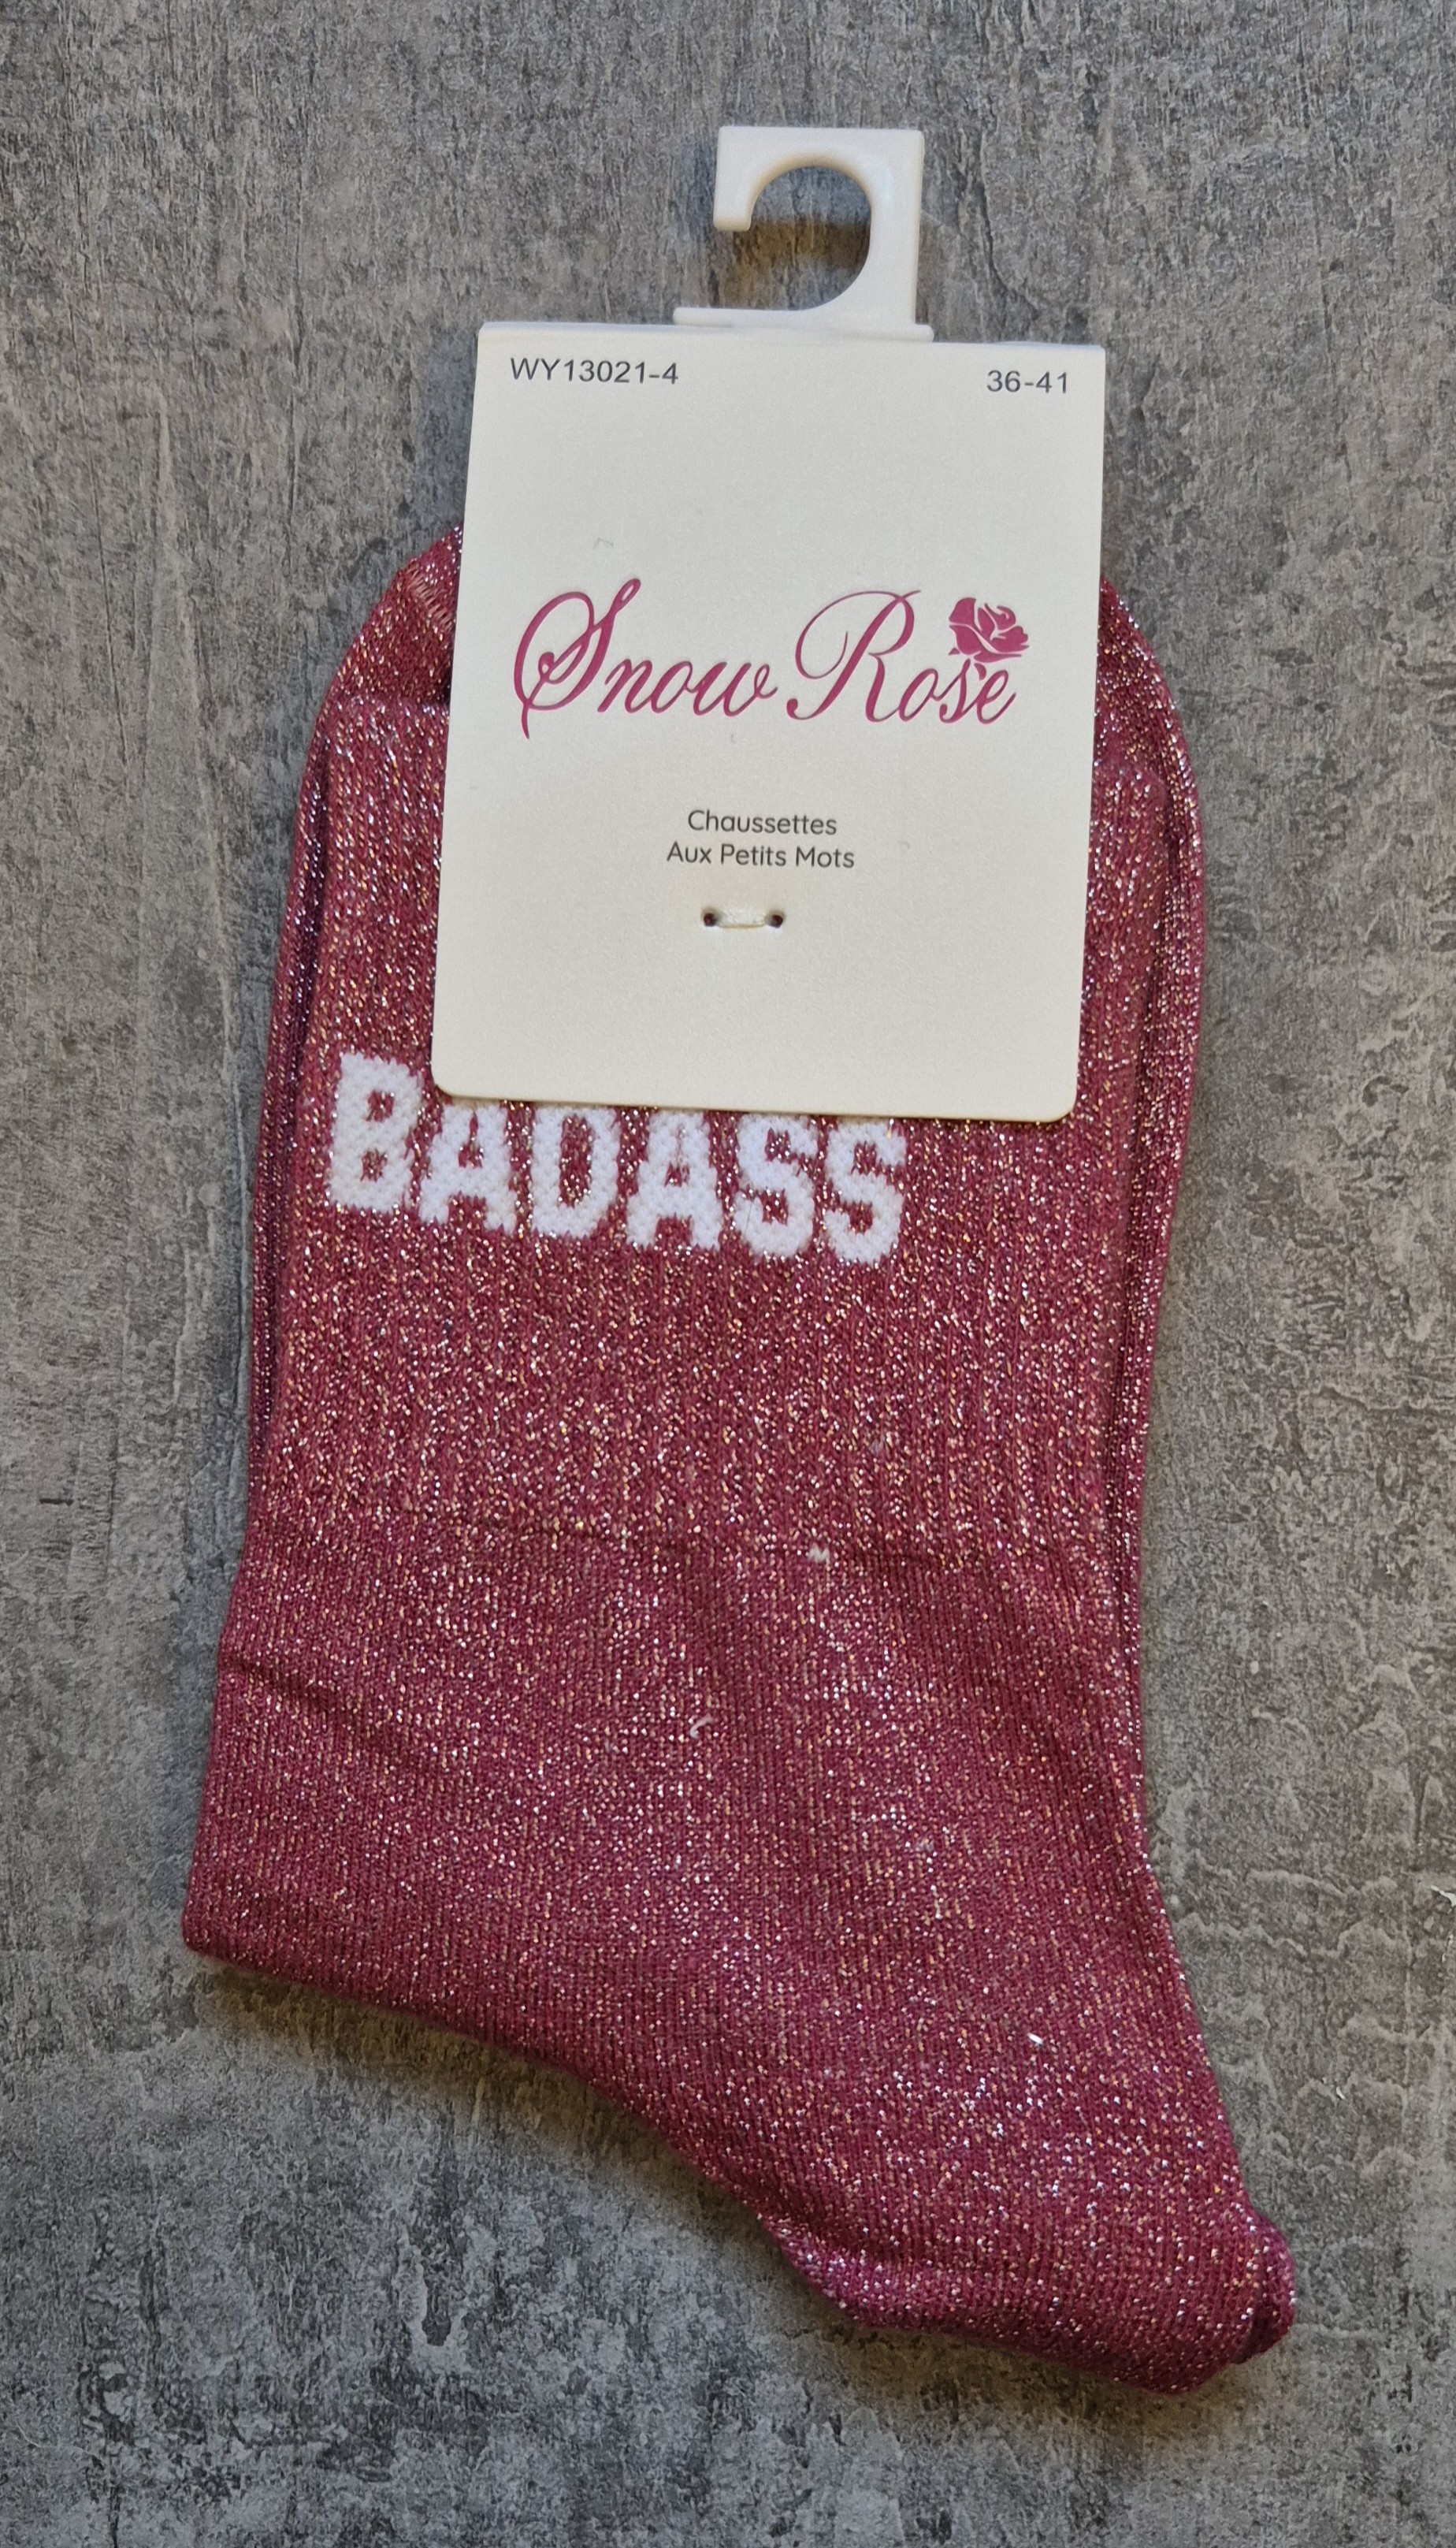 WY13021-4 36-41
Snow Rose
Chaussettes
Aux Petits Mots
BADASS